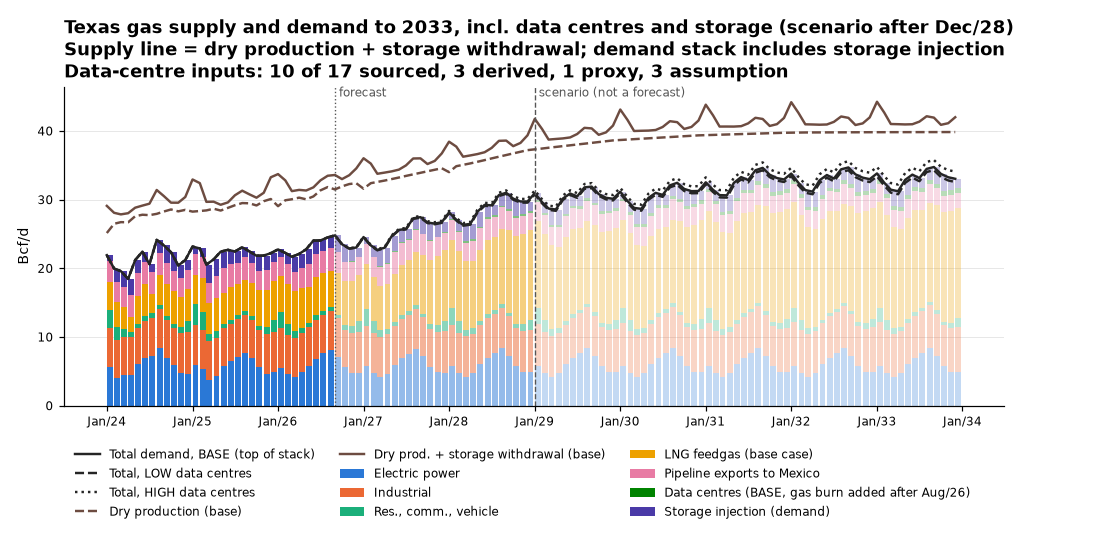 Texas gas supply and demand to 2033, incl. data centres and storage (scenario after Dec/28)
Supply line = dry production + storage withdrawal; demand stack includes storage injection
Data-centre inputs: 10 of 17 sourced, 3 derived, 1 proxy, 3 assumption
forecast
scenario (not a forecast)
Bcf/d
40
30
20
10
0
Jan/24
Jan/25
Jan/26
Jan/27
Jan/28
Jan/29
Jan/30
Jan/31
Jan/32
Jan/33
Jan/34
Total demand, BASE (top of stack)
Total, LOW data centres
Total, HIGH data centres
Dry production (base)
Dry prod. + storage withdrawal (base)
Electric power
Industrial
Res., comm., vehicle
LNG feedgas (base case)
Pipeline exports to Mexico
Data centres (BASE, gas burn added after Aug/26)
Storage injection (demand)